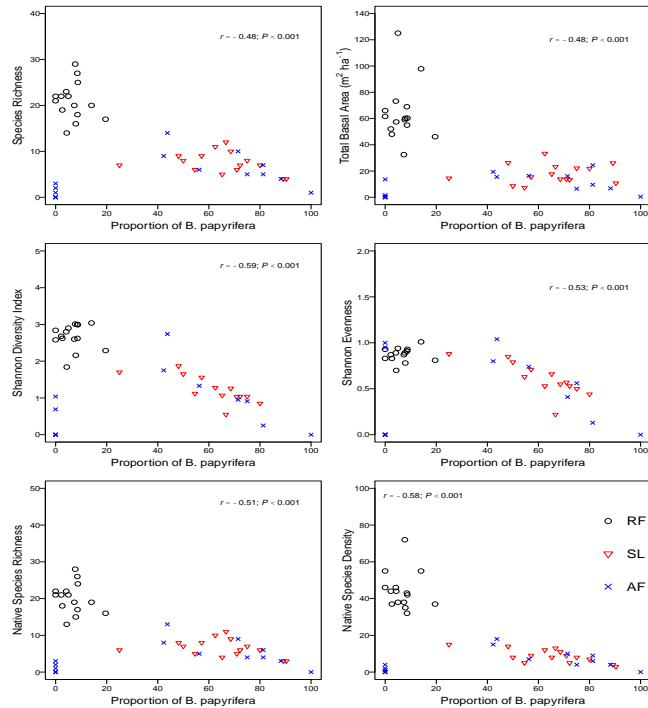 r = - 0.48; P < 0.001
Species Richness
40
30
20
10
0
0 20 40 60 80 100
Proportion of B. papyrifera
r = - 0.48; P < 0.001
Total Basal Area (m² ha⁻¹)
140
120
100
80
60
40
20
0
0 20 40 60 80 100
Proportion of B. papyrifera
r = - 0.59; P < 0.001
Shannon Diversity Index
5
4
3
2
1
0
0 20 40 60 80 100
Proportion of B. papyrifera
r = - 0.53; P < 0.001
Shannon Evenness
2.0
1.5
1.0
0.5
0.0
0 20 40 60 80 100
Proportion of B. papyrifera
r = - 0.51; P < 0.001
Native Species Richness
50
40
30
20
10
0
0 20 40 60 80 100
Proportion of B. papyrifera
r = - 0.58; P < 0.001
Native Species Density
100
80
60
40
20
0
RF
SL
AF
0 20 40 60 80 100
Proportion of B. papyrifera